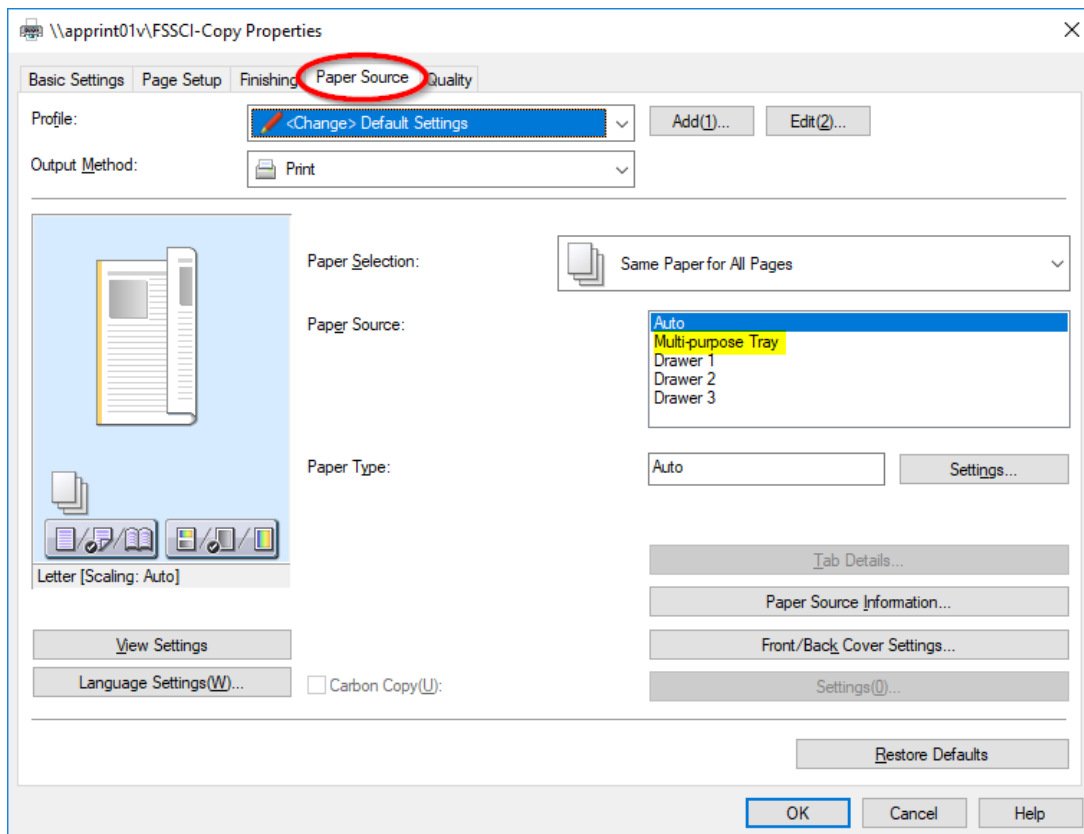 \\apprint01v\FSSCI-Copy Properties
Basic Settings Page Setup Finishing Paper Source Quality
Profile: <Change> Default Settings Add(1)... Edit(2)...
Output Method: Print
Paper Selection: Same Paper for All Pages
Paper Source: Auto
Multi-purpose Tray
Drawer 1
Drawer 2
Drawer 3
Paper Type: Auto Settings...
Tab Details...
Letter [Scaling: Auto]
Paper Source Information...
View Settings Front/Back Cover Settings...
Language Settings(W)... Carbon Copy(U): Settings(0)...
Restore Defaults
OK Cancel Help